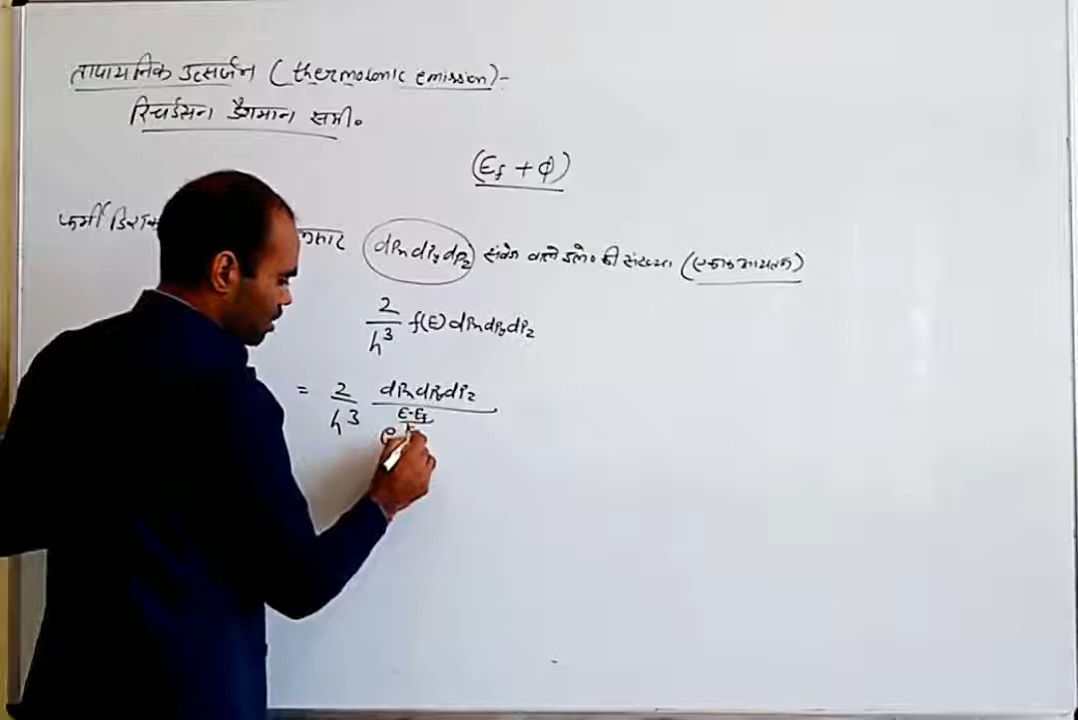 तापायनिक उत्सर्जन (thermoionic emission)-
रिचर्डसन डैशमान समी०
(Ef + φ)
फर्मी डिराक dPx dPy dPz संवेग वाले इले० की संख्या (एकांक आयतन)
2/h³ f(E) dPx dPy dPz
= 2/h³ dPx dPy dPz / e^(E-Ef/